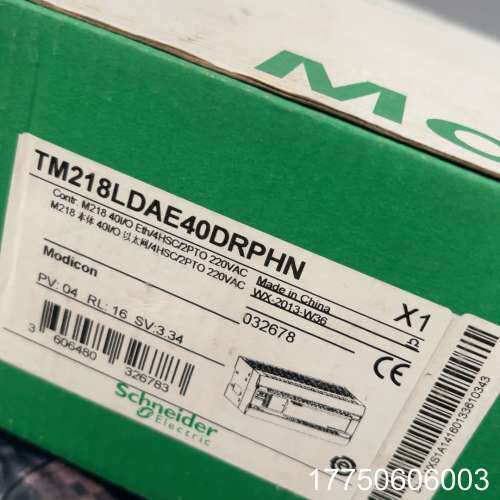 MO
TM218LDAE40DRPHN
Contr. M218 40I/O Eth/4HSC/2PTO 220VAC
M218 本体 40I/O 以太网/4HSC/2PTO 220VAC
Modicon
Made in China
WX-2013-W36
X1
PV: 04 RL: 16 SV:3.34
032678
3 606480 326783
CE
Schneider
Electric
17750606003